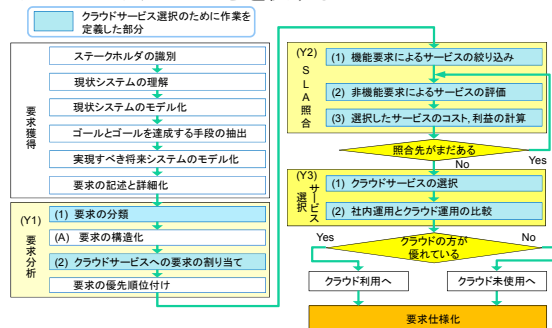 クラウドサービス選択のために作業を
定義した部分
要求獲得
ステークホルダの識別
現状システムの理解
現状システムのモデル化
ゴールとゴールを達成する手段の抽出
実現すべき将来システムのモデル化
要求の記述と詳細化
(Y1)
要求分析
(1) 要求の分類
(A) 要求の構造化
(2) クラウドサービスへの要求の割り当て
要求の優先順位付け
(Y2)
SLA照合
(1) 機能要求によるサービスの絞り込み
(2) 非機能要求によるサービスの評価
(3) 選択したサービスのコスト,利益の計算
照合先がまだある
No
Yes
(Y3)
サービス選択
(1) クラウドサービスの選択
(2) 社内運用とクラウド運用の比較
Yes
クラウドの方が
優れている
No
クラウド利用へ
クラウド未使用へ
要求仕様化